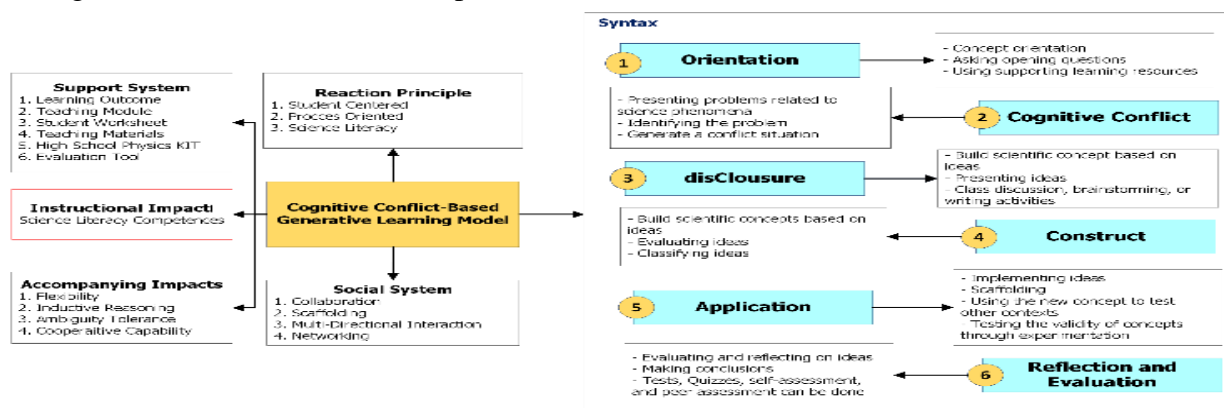 Support System
1. Learning Outcome
2. Teaching Module
3. Student Worksheet
4. Teaching Materials
5. High School Physics KIT
6. Evaluation Tool
Reaction Principle
1. Student Centered
2. Procces Oriented
3. Science Literacy
Instructional Impact
Science Literacy Competences
Cognitive Conflict-Based
Generative Learning Model
Accompanying Impacts
1. Flexibility
2. Inductive Reasoning
3. Ambiguity Tolerance
4. Cooperaitive Capability
Social System
1. Collaboration
2. Scaffolding
3. Multi-Directional Interaction
4. Networking
Syntax
1
Orientation
- Concept orientation
- Asking opening questions
- Using supporting learning resources
- Presenting problems related to
science phenomena
- Identifying the problem
- Generate a conflict situation
2
Cognitive Conflict
3
disClousure
- Build scientific concept based on
ideas
- Presenting ideas
- Class discussion, brainstorming, or
writing activities
- Build scientific concepts based on
ideas
- Evaluating ideas
- Classifying ideas
4
Construct
5
Application
- Implementing ideas
- Scaffolding
- Using the new concept to test
other contexts
- Testing the validity of concepts
through experimentation
- Evaluating and reflecting on ideas
- Making conclusions
- Tests, Quizzes, self-assessment,
and peer assessment can be done
6
Reflection and
Evaluation